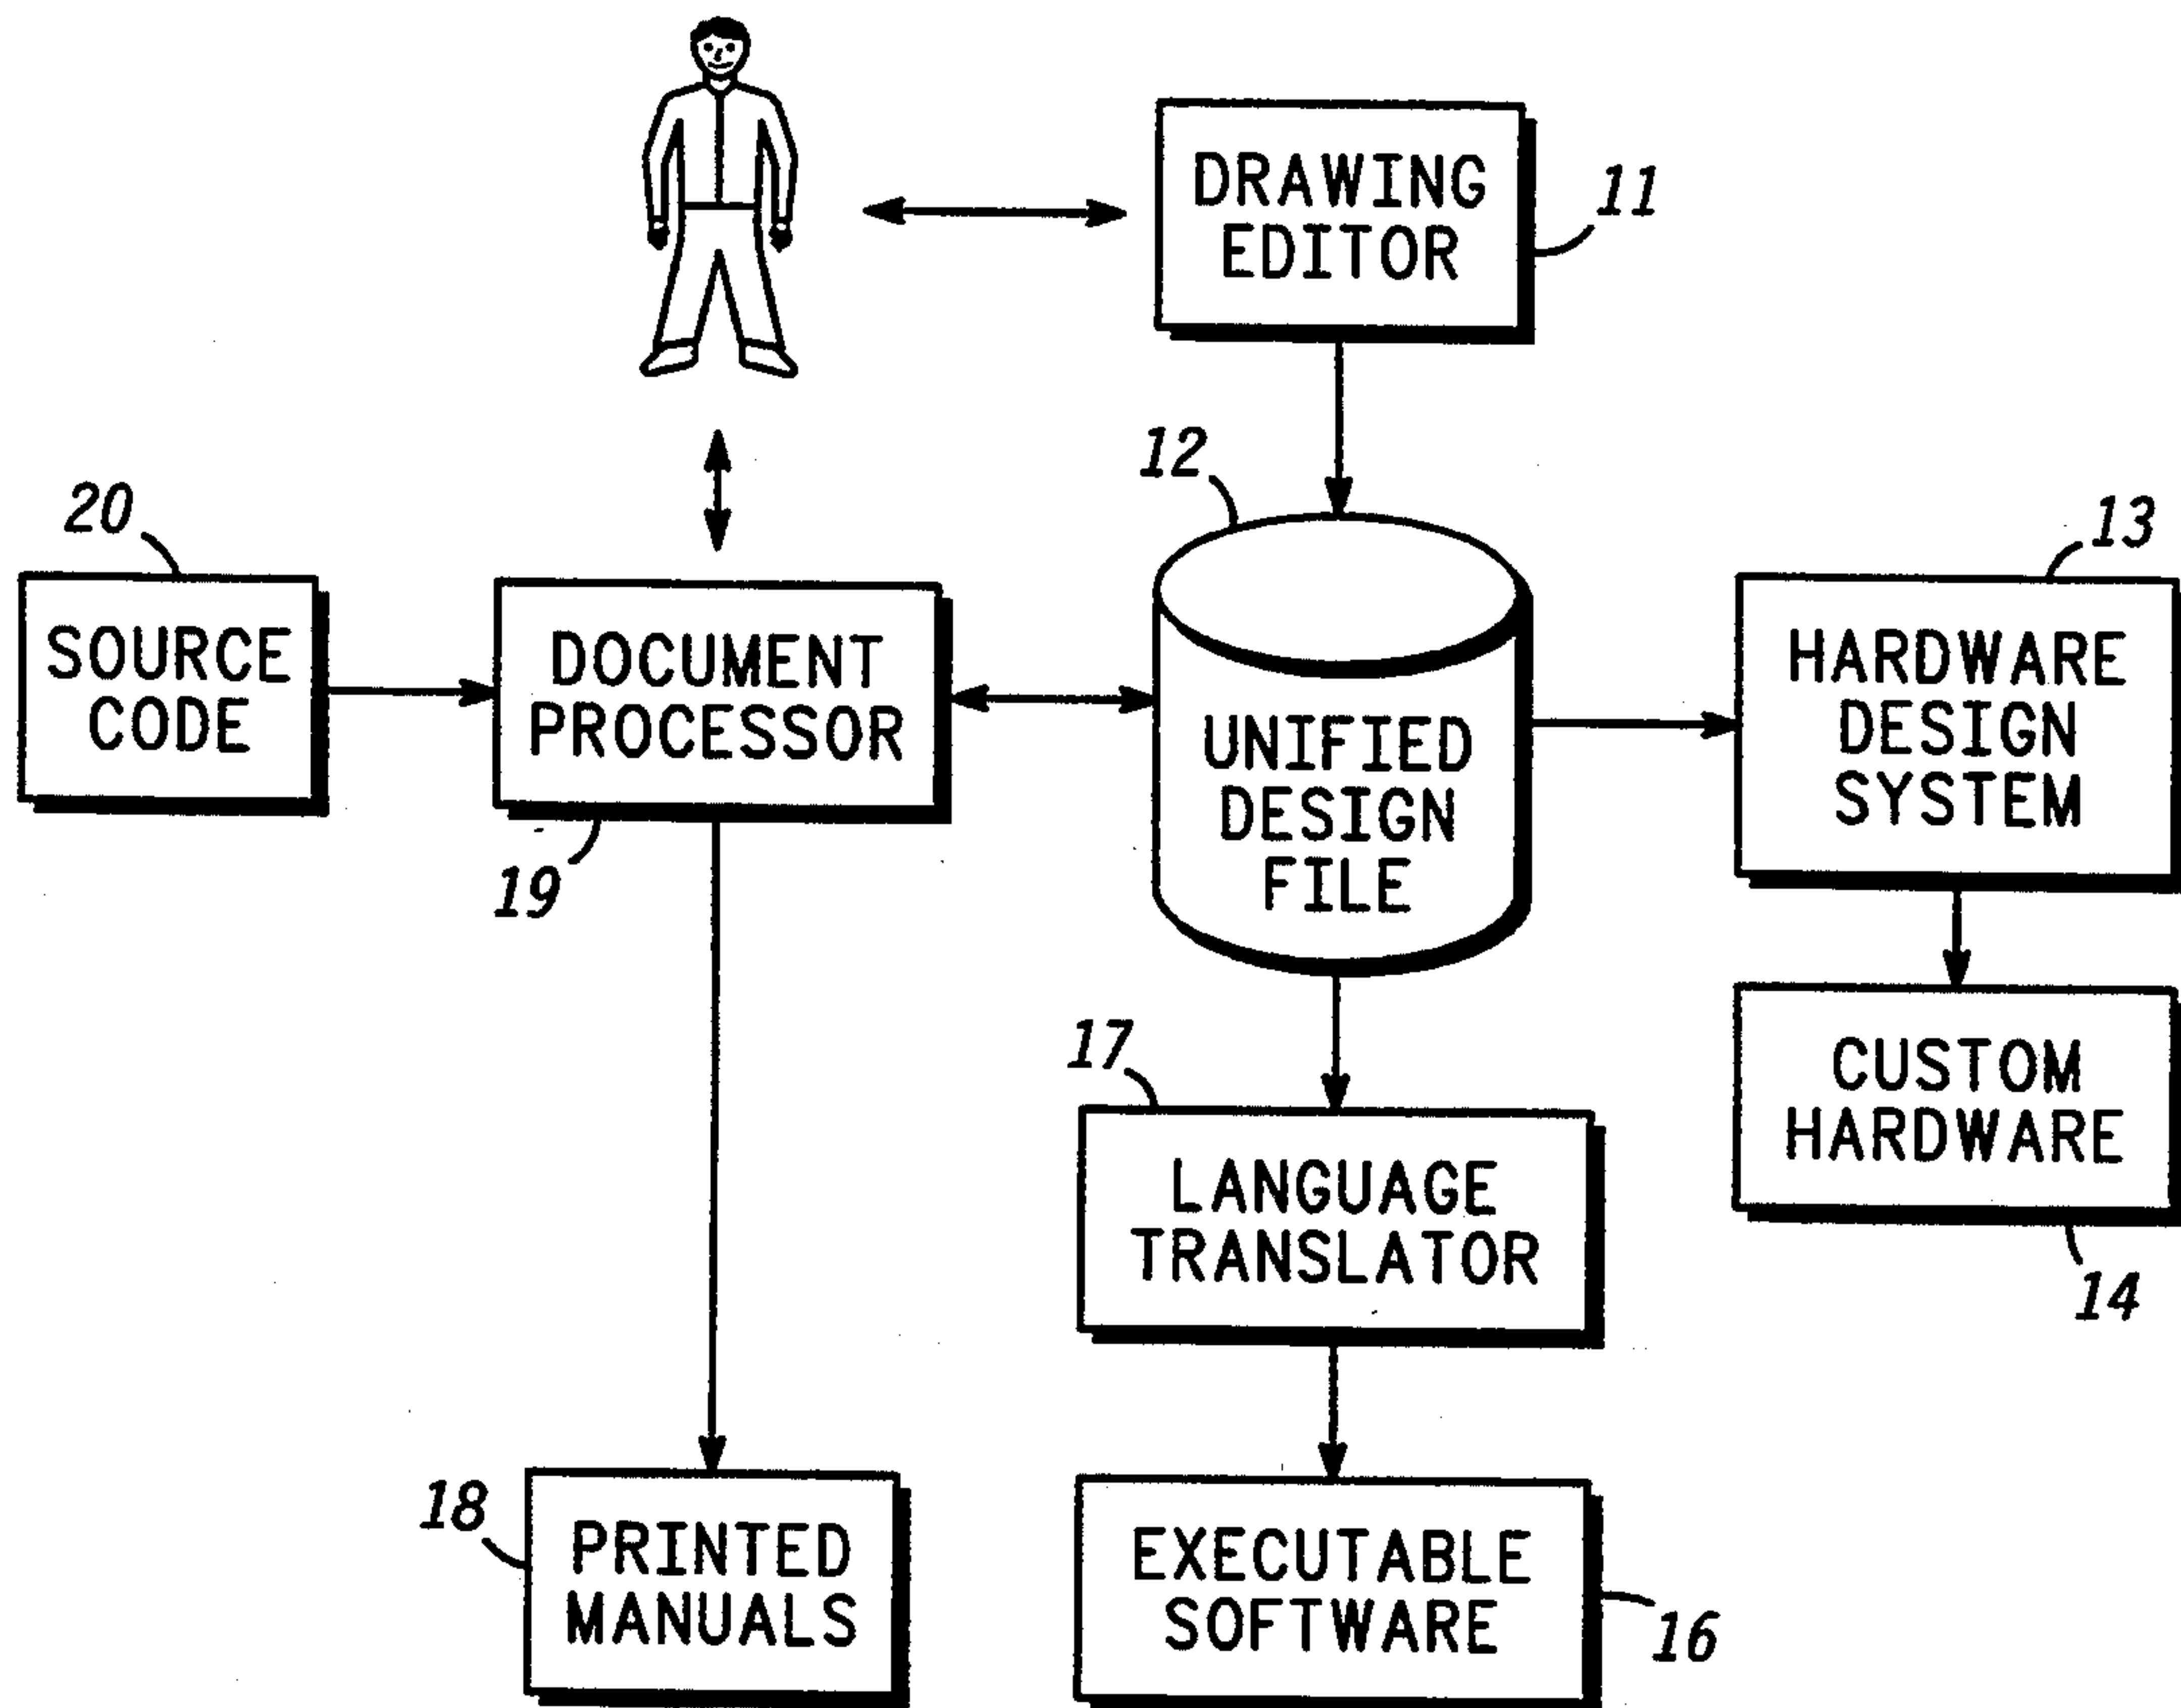 DRAWING
EDITOR
11
12
20
13
SOURCE
CODE
DOCUMENT
PROCESSOR
19
UNIFIED
DESIGN
FILE
HARDWARE
DESIGN
SYSTEM
17
CUSTOM
HARDWARE
14
LANGUAGE
TRANSLATOR
18
PRINTED
MANUALS
EXECUTABLE
SOFTWARE
16